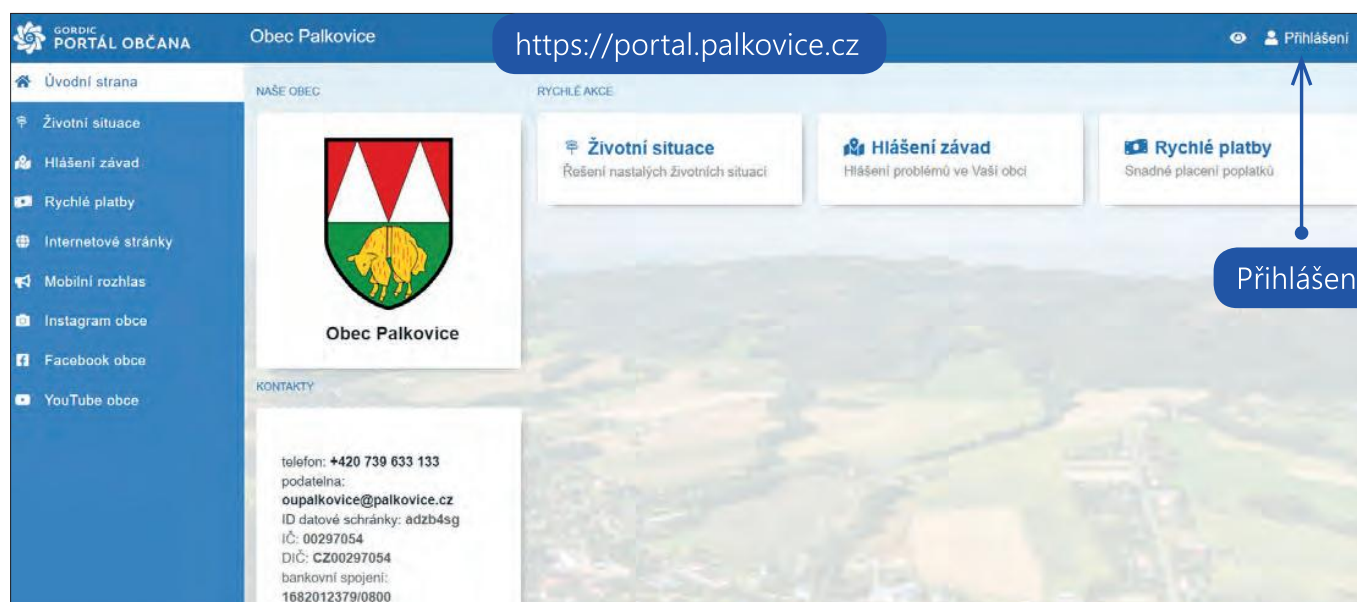 GORDIC
PORTÁL OBČANA
Obec Palkovice
https://portal.palkovice.cz
Přihlášení
Úvodní strana
Životní situace
Hlášení závad
Rychlé platby
Internetové stránky
Mobilní rozhlas
Instagram obce
Facebook obce
YouTube obce
NAŠE OBEC
Obec Palkovice
KONTAKTY
telefon: +420 739 633 133
podatelna:
oupalkovice@palkovice.cz
ID datové schránky: adzb4sg
IČ: 00297054
DIČ: CZ00297054
bankovní spojení:
1682012379/0800
RYCHLÉ AKCE
Životní situace
Řešení nastalých životních situací
Hlášení závad
Hlášení problémů ve Vaší obci
Rychlé platby
Snadné placení poplatků
Přihlášen